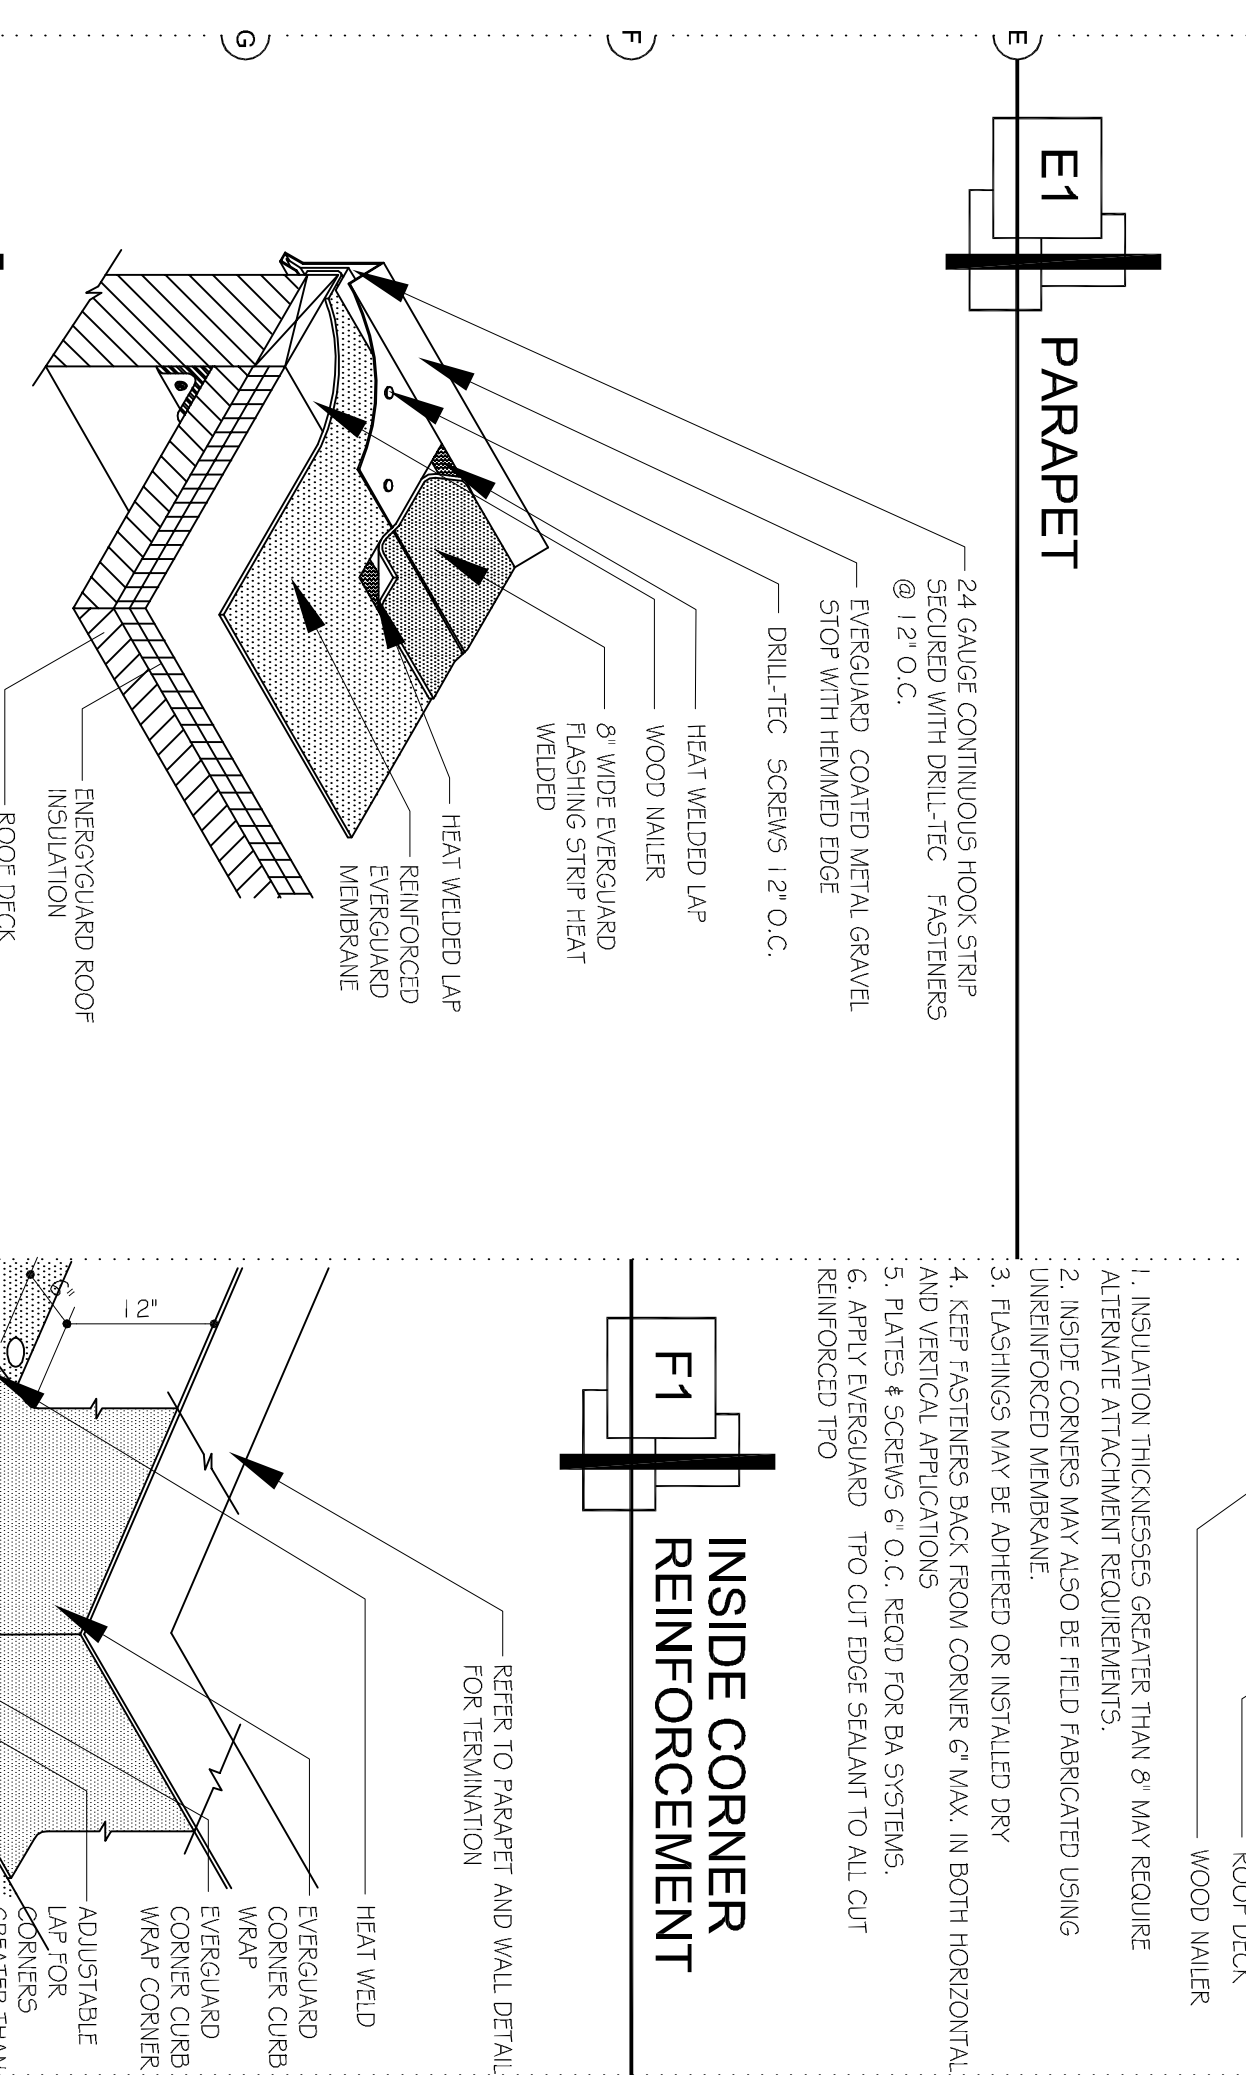 E
F
G
E1
PARAPET
24 GAUGE CONTINUOUS HOOK STRIP
SECURED WITH DRILL-TEC FASTENERS
@ 12" O.C.
EVERGUARD COATED METAL GRAVEL
STOP WITH HEMMED EDGE
DRILL-TEC SCREWS 12" O.C.
HEAT WELDED LAP
WOOD NAILER
8" WIDE EVERGUARD
FLASHING STRIP HEAT
WELDED
HEAT WELDED LAP
REINFORCED
EVERGUARD
MEMBRANE
ENERGYGUARD ROOF
INSULATION
ROOF DECK
ROOF DECK
WOOD NAILER
1. INSULATION THICKNESSES GREATER THAN 8" MAY REQUIRE
ALTERNATE ATTACHMENT REQUIREMENTS.
2. INSIDE CORNERS MAY ALSO BE FIELD FABRICATED USING
UNREINFORCED MEMBRANE.
3. FLASHINGS MAY BE ADHERED OR INSTALLED DRY
4. KEEP FASTENERS BACK FROM CORNER 6" MAX. IN BOTH HORIZONTAL
AND VERTICAL APPLICATIONS
5. PLATES & SCREWS 6" O.C. REQ'D FOR BA SYSTEMS.
6. APPLY EVERGUARD TPO CUT EDGE SEALANT TO ALL CUT
REINFORCED TPO
F1
INSIDE CORNER
REINFORCEMENT
REFER TO PARAPET AND WALL DETAIL
FOR TERMINATION
HEAT WELD
EVERGUARD
CORNER CURB
WRAP
EVERGUARD
CORNER CURB
WRAP CORNER
ADJUSTABLE
LAP FOR
CORNERS
GREATER THAN
12"
6"